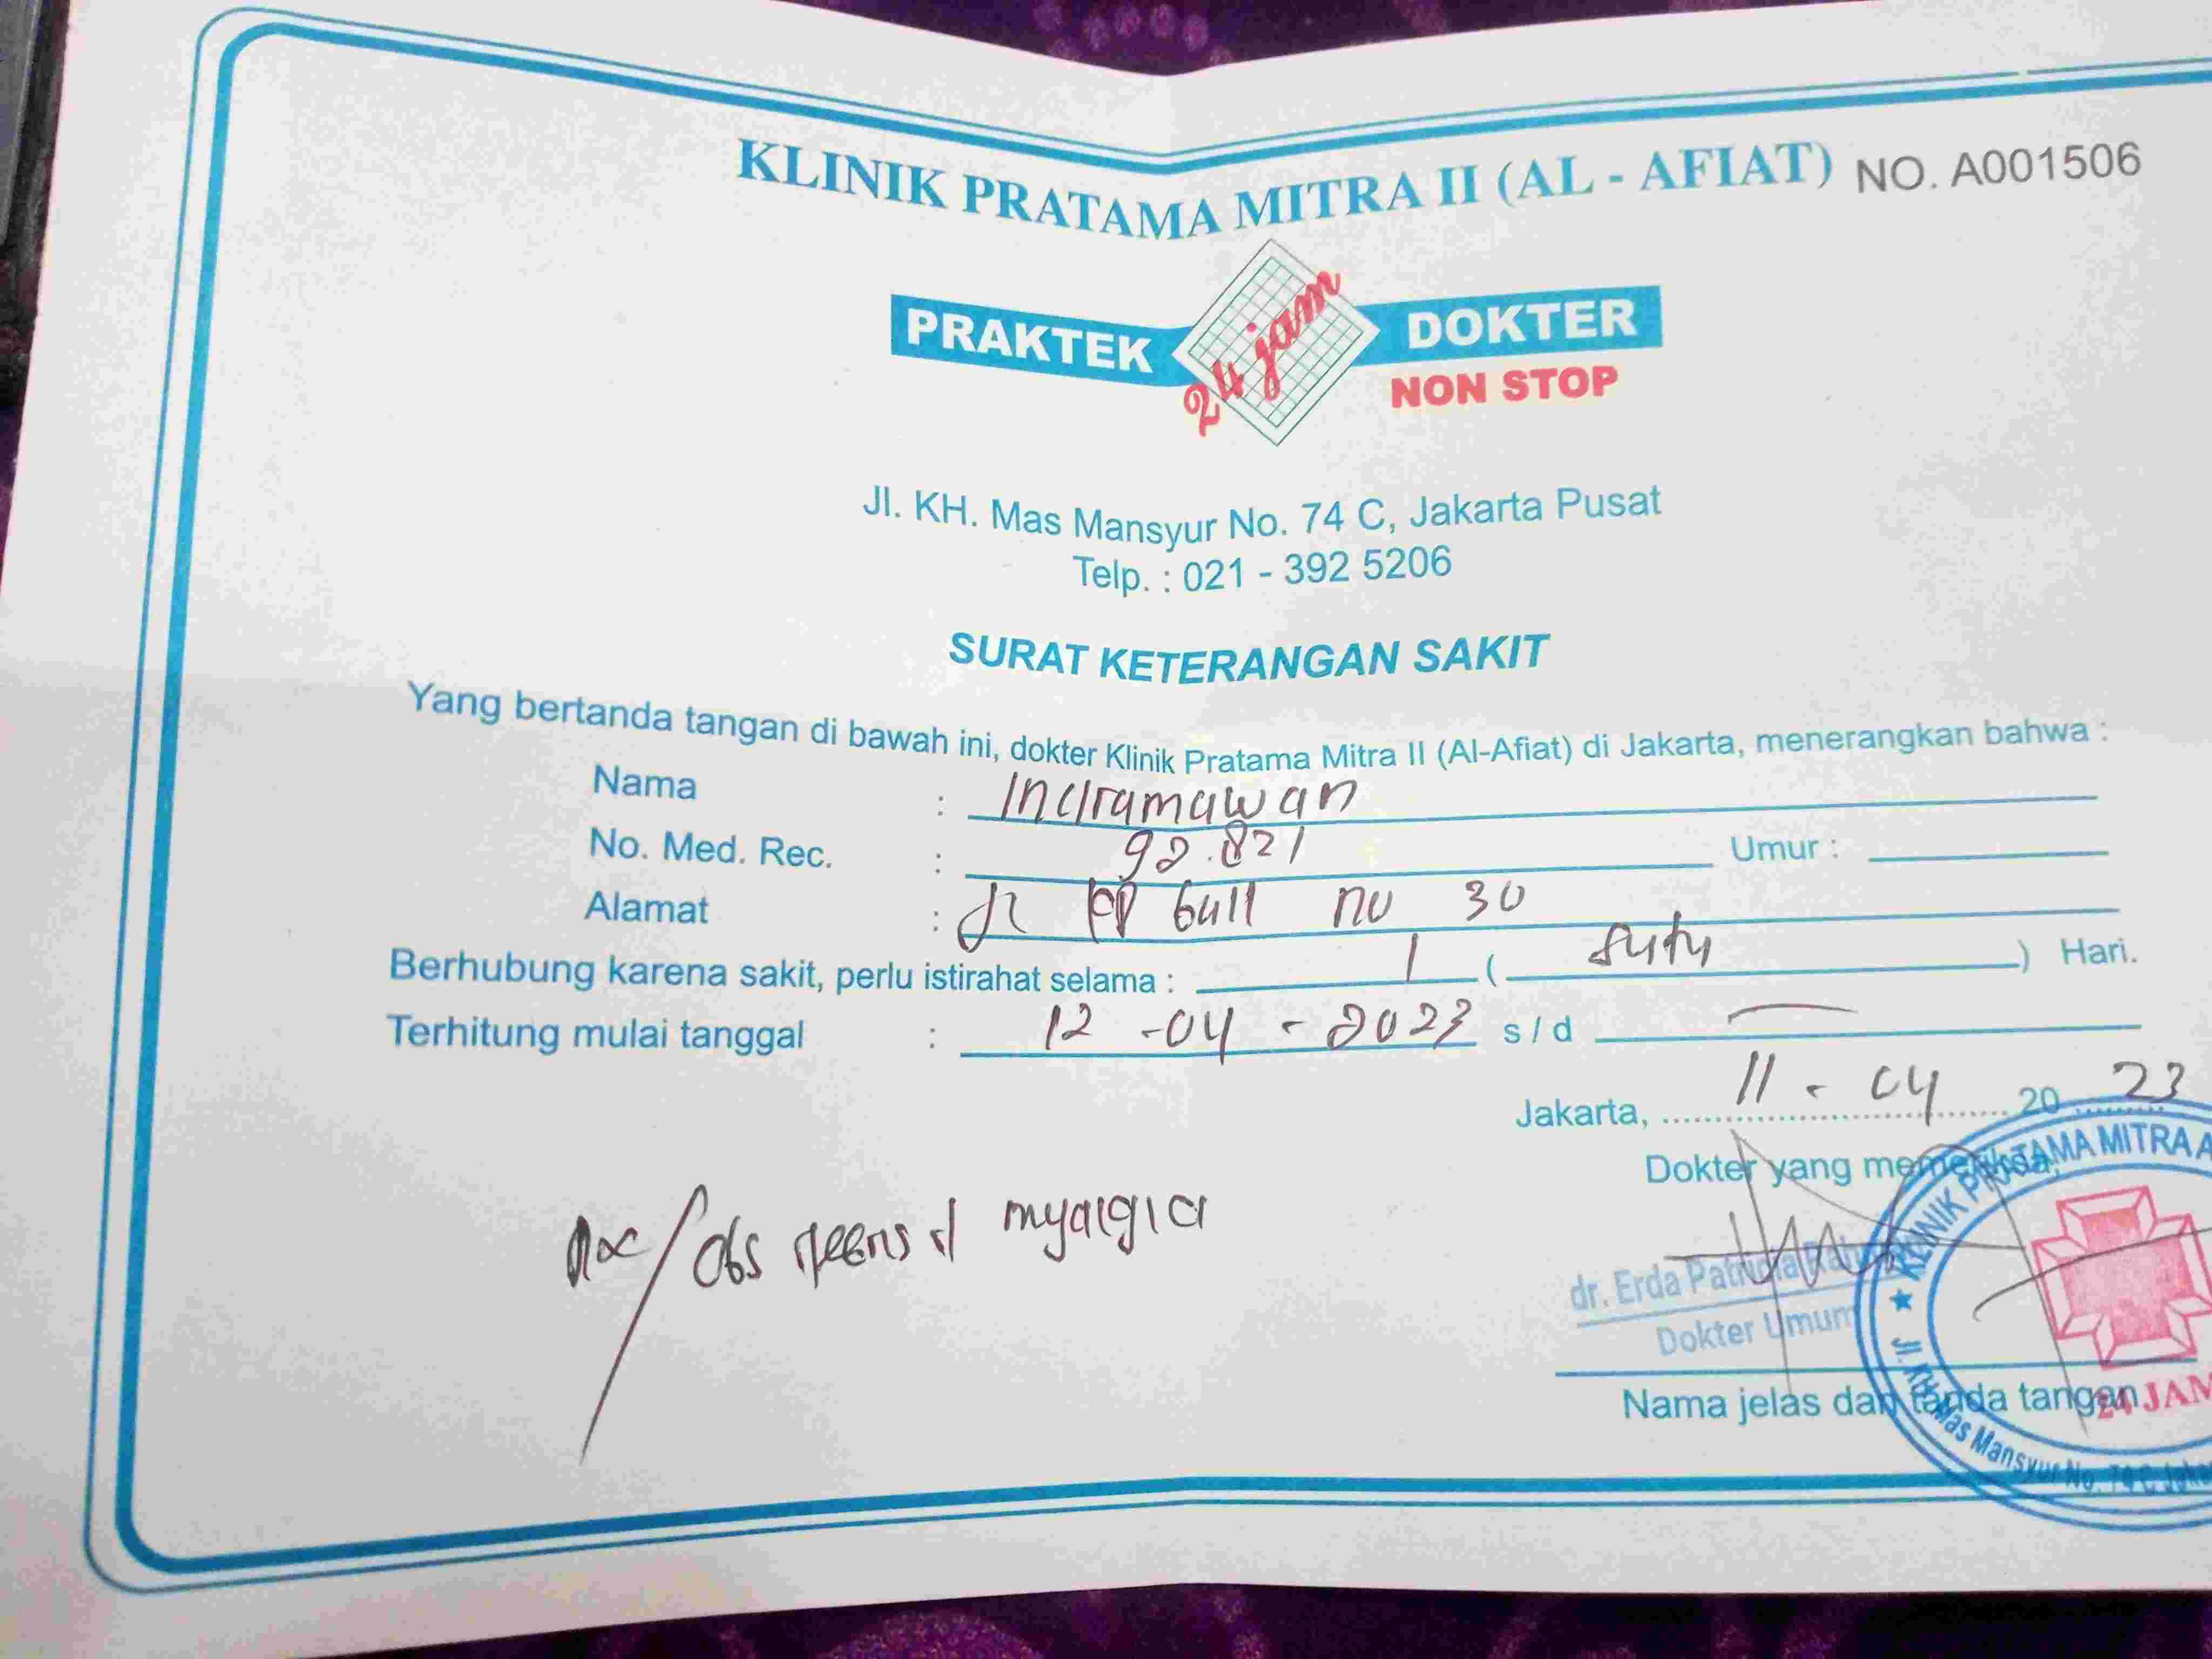 KLINIK PRATAMA MITRA II (AL - AFIAT) NO. A001506
PRAKTEK 24 jam DOKTER
NON STOP
Jl. KH. Mas Mansyur No. 74 C, Jakarta Pusat
Telp. : 021 - 392 5206
SURAT KETERANGAN SAKIT
Yang bertanda tangan di bawah ini, dokter Klinik Pratama Mitra II (Al-Afiat) di Jakarta, menerangkan bahwa :
Nama : Indramawan
No. Med. Rec. : 92.821 Umur :
Alamat : Jl no 30
Berhubung karena sakit, perlu istirahat selama : 1 ( satu ) Hari.
Terhitung mulai tanggal : 12 - 04 - 2023 s / d —
Jakarta, 11 - 04 20 23
Dokter yang memeriksa,
Obs myalgia
dr. Erda
Dokter Umum
Nama jelas dan tanda tangan
KLINIK PRATAMA MITRA A
24 JAM
Jl. KH. Mas Mansyur No. 74 C